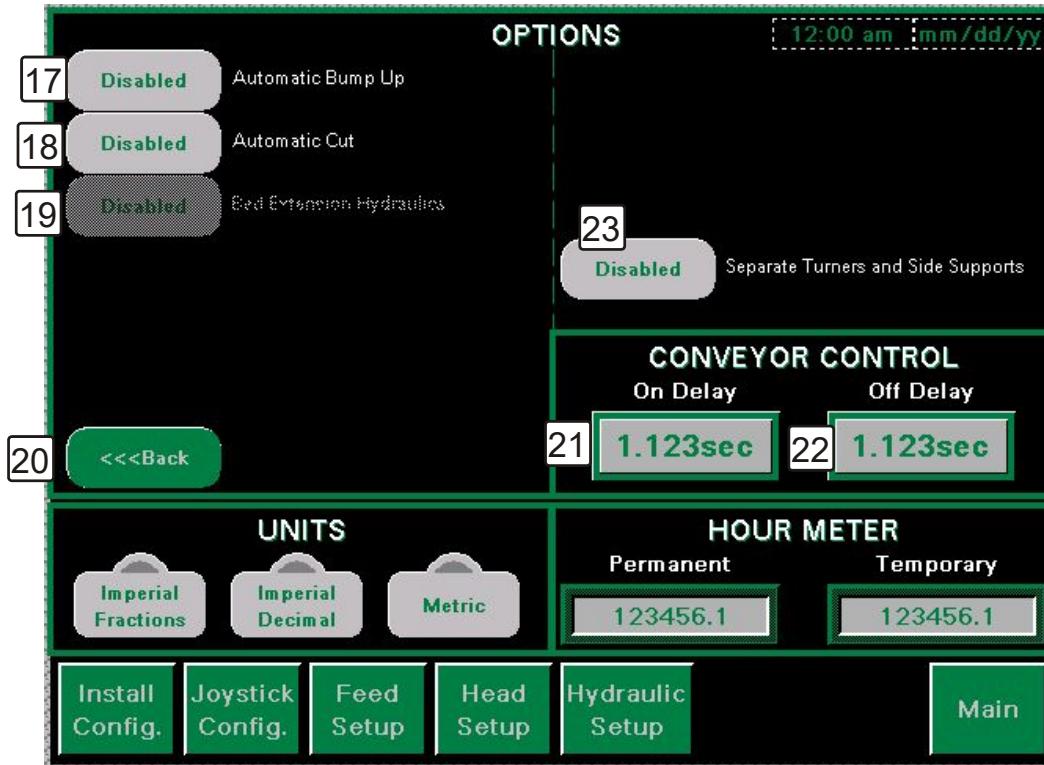 OPTIONS
12:00 am mm/dd/yy
17 Disabled Automatic Bump Up
18 Disabled Automatic Cut
19 Disabled Bed Extension Hydraulics
23
Disabled Separate Turners and Side Supports
CONVEYOR CONTROL
On Delay Off Delay
20 <<<Back
21 1.123sec 22 1.123sec
UNITS
Imperial Fractions
Imperial Decimal
Metric
HOUR METER
Permanent Temporary
123456.1 123456.1
Install Config.
Joystick Config.
Feed Setup
Head Setup
Hydraulic Setup
Main